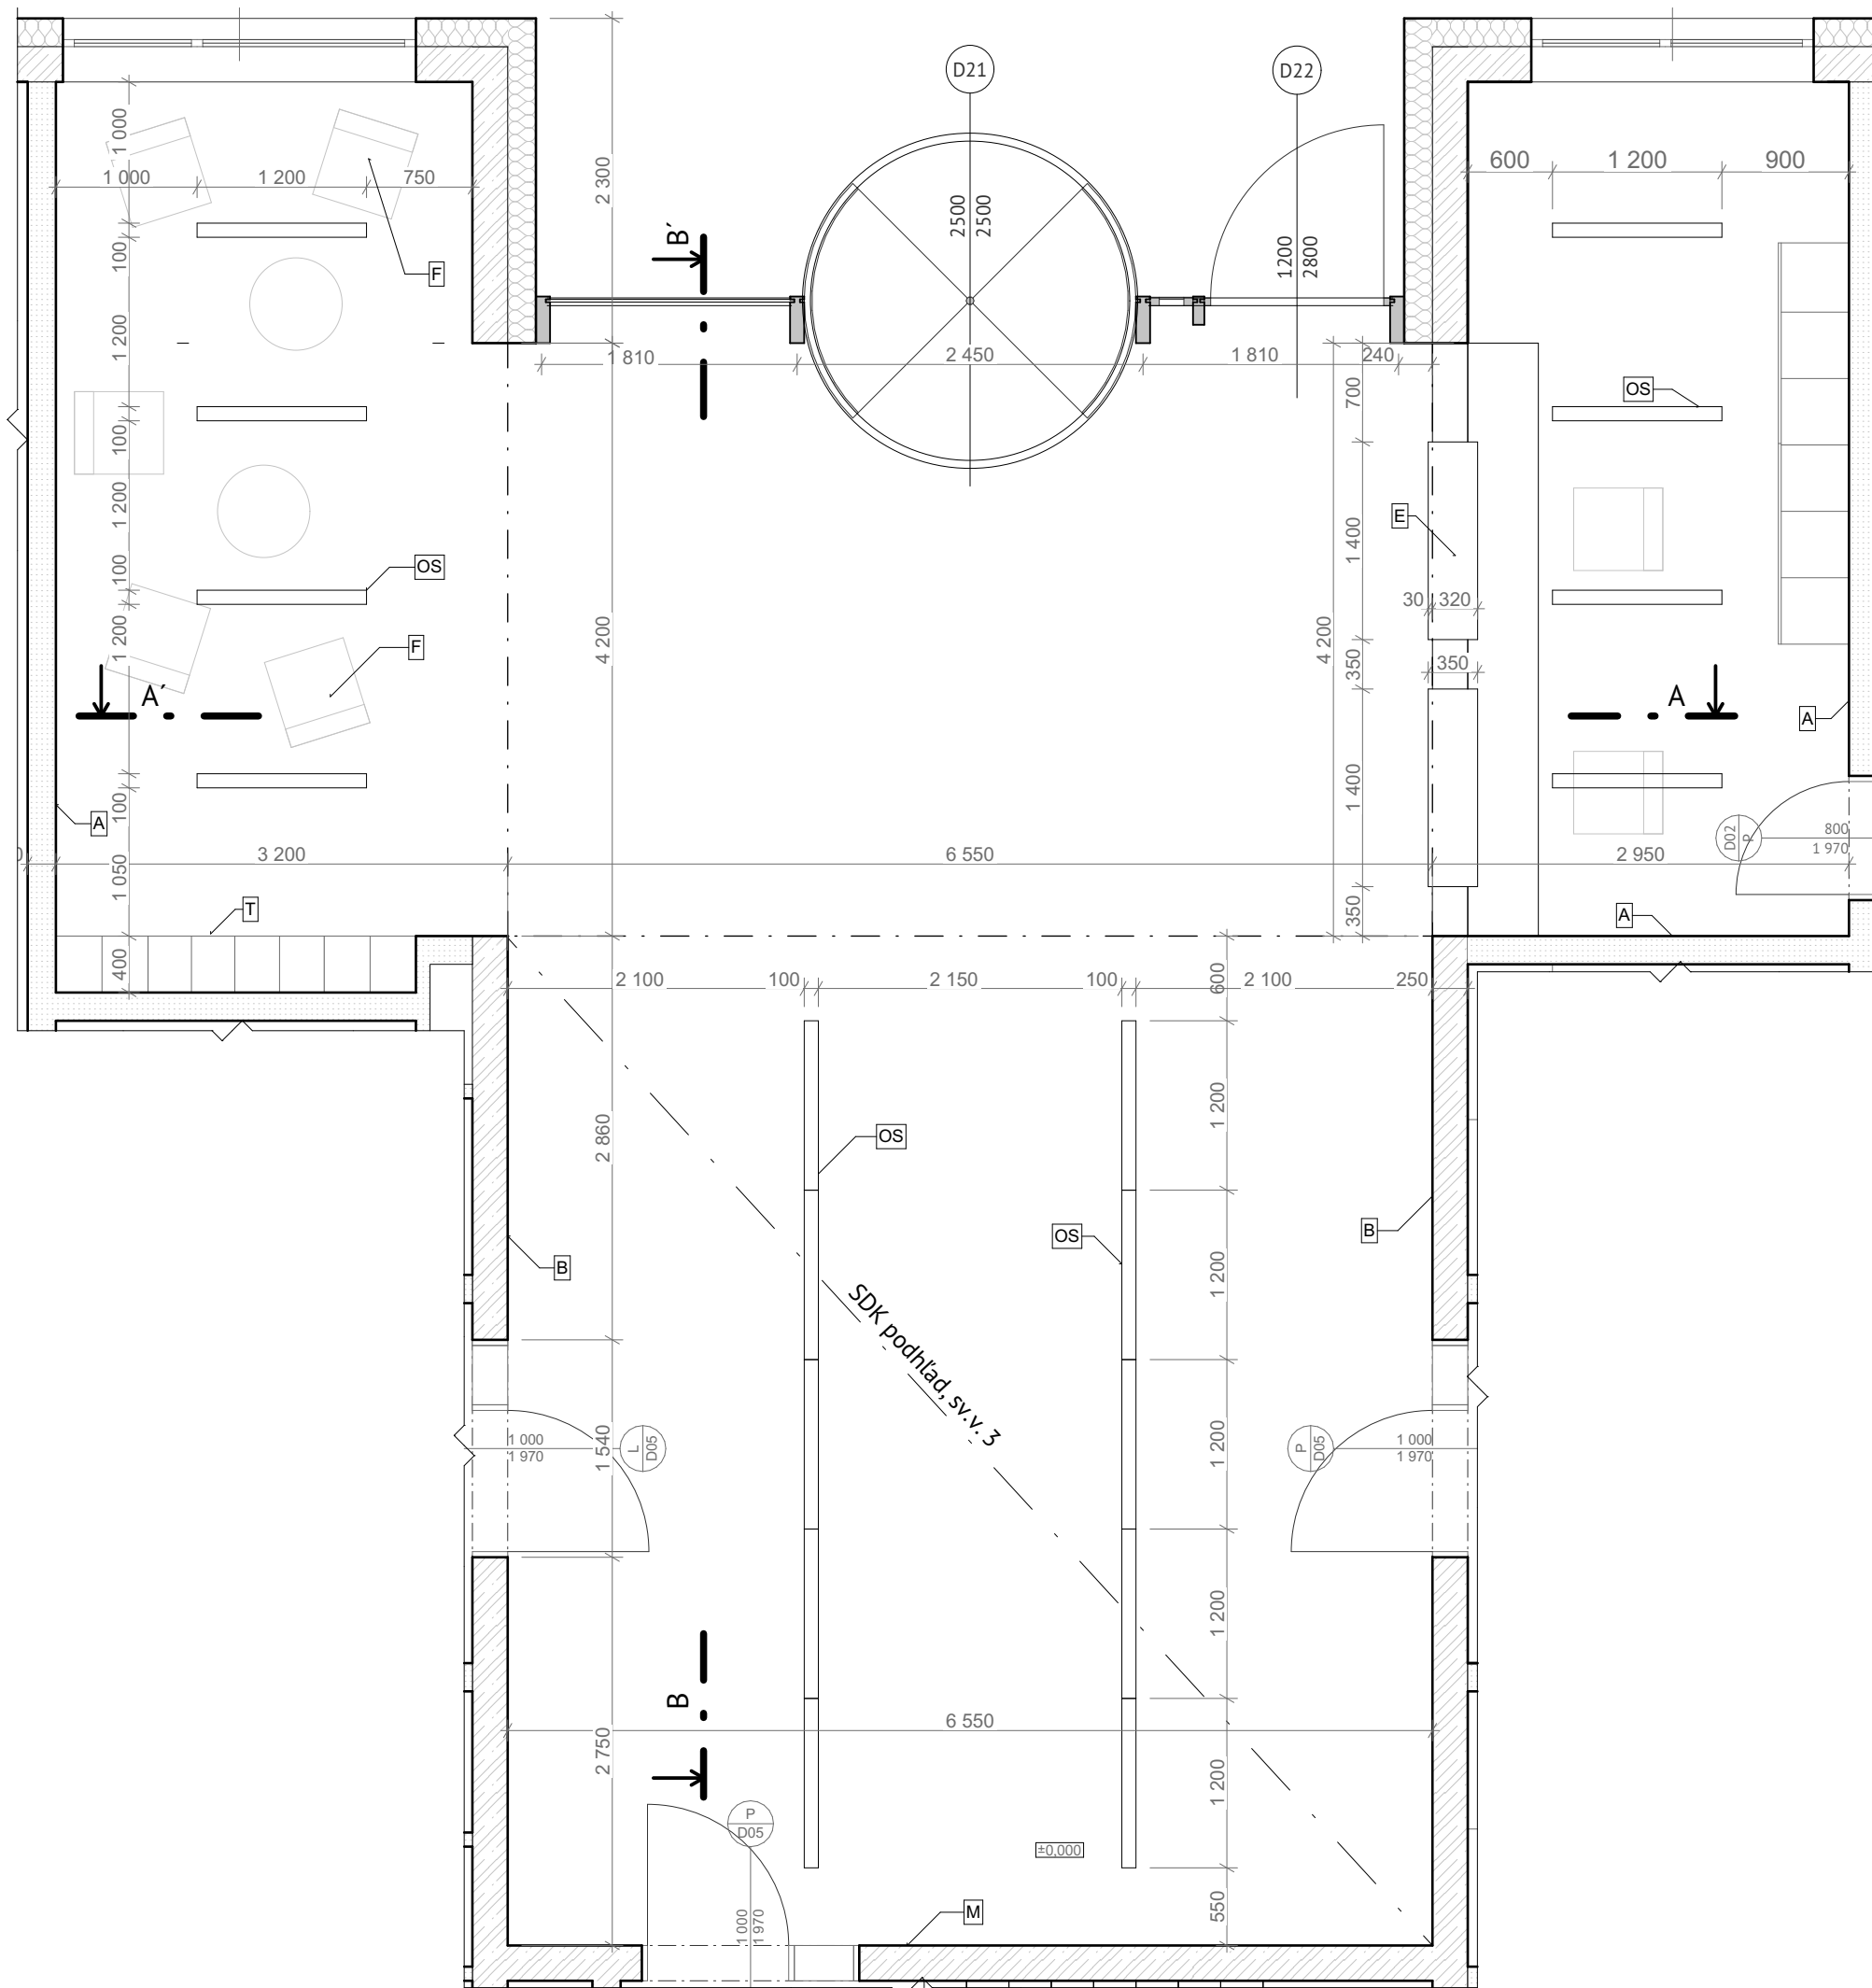 D21
D22
2500
2500
1200
2800
B´
2 300
1 000
1 000
1 200
750
F
100
1 200
100
1 200
100
1 200
100
1 050
400
OS
F
A´
A
T
3 200
600
1 200
900
OS
1 810
2 450
1 810
240
700
1 400
350
1 400
350
4 200
4 200
E
30
320
350
A
A
D02
P
800
1 970
6 550
2 950
A
2 100
100
2 150
100
2 100
250
600
1 200
1 200
1 200
1 200
1 200
550
2 860
1 540
2 750
OS
OS
B
B
SDK podhľad, sv.v. 3
1 000
1 970
L
D05
P
D05
1 000
1 970
B
6 550
P
D05
1 000
1 970
±0,000
M